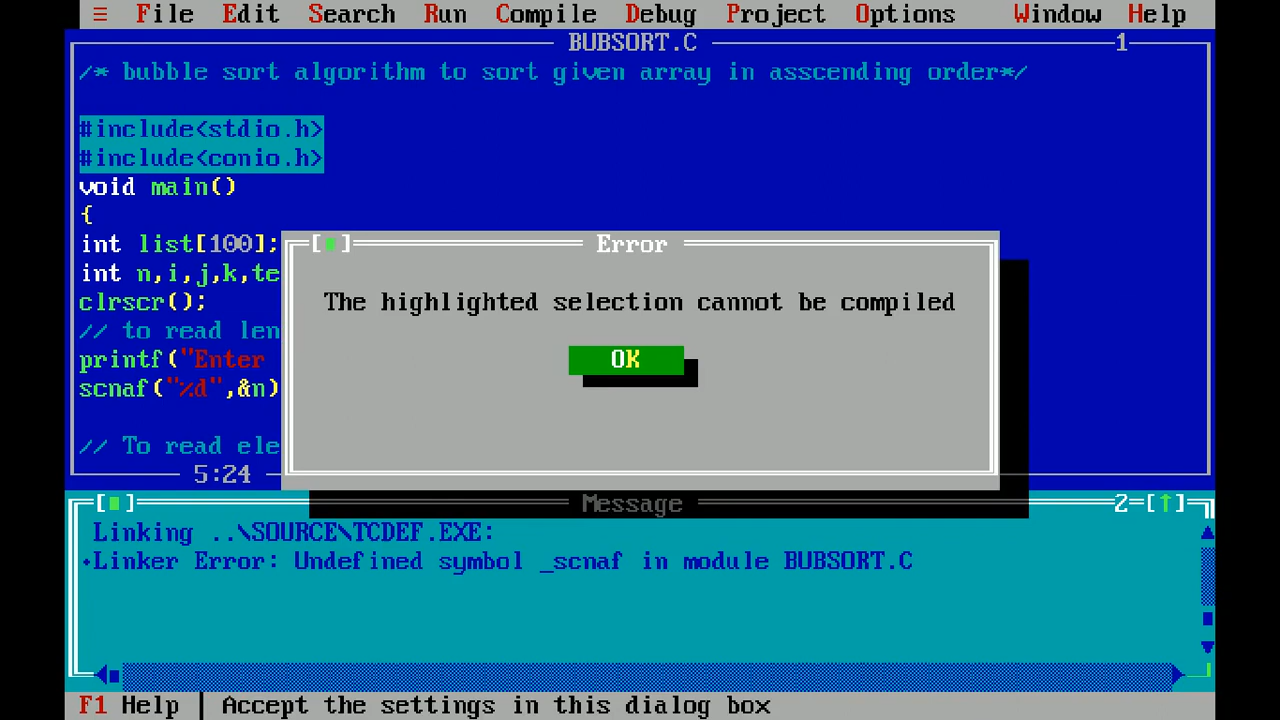 ≡ File Edit Search Run Compile Debug Project Options Window Help
BUBSORT.C 1
/* bubble sort algorithm to sort given array in asscending order*/
#include<stdio.h>
#include<conio.h>
void main()
{
int list[100];
int n,i,j,k,te
clrscr();
// to read len
printf("Enter
scnaf("%d",&n)
// To read ele
5:24
Error
The highlighted selection cannot be compiled
OK
Message 2=[↑]
Linking ..\SOURCE\TCDEF.EXE:
•Linker Error: Undefined symbol _scnaf in module BUBSORT.C
F1 Help | Accept the settings in this dialog box